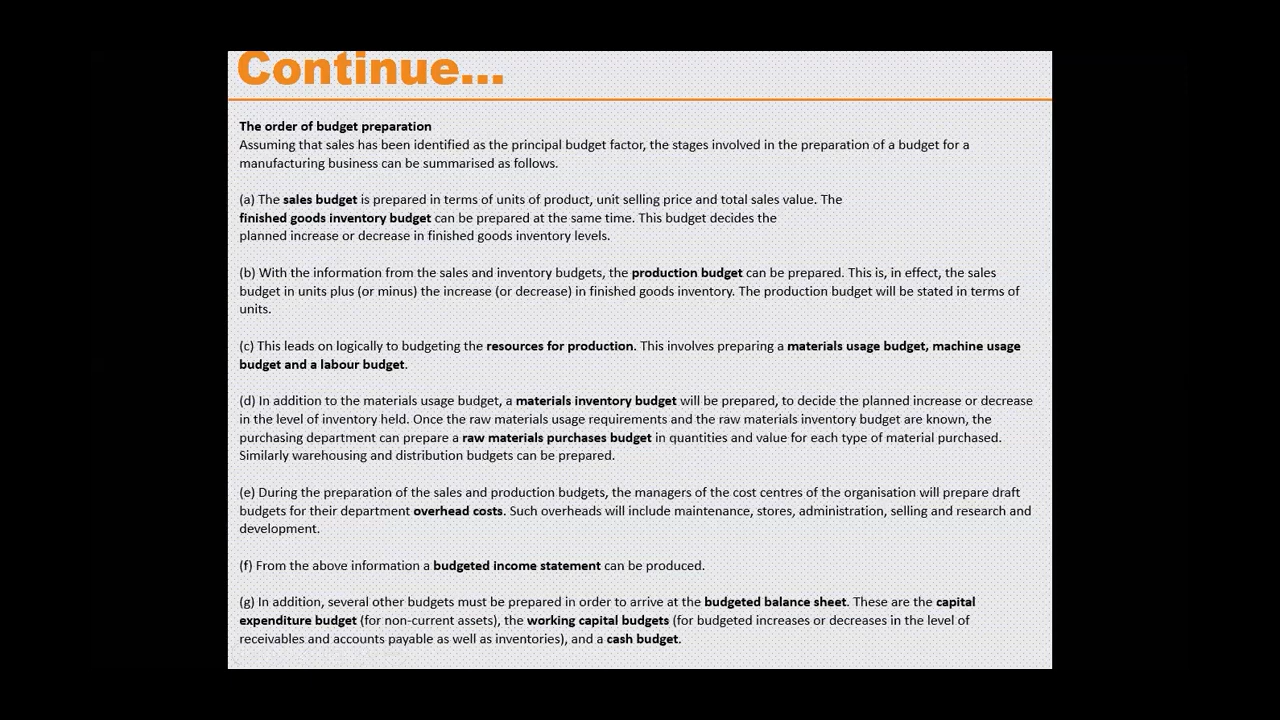 Continue...
The order of budget preparation
Assuming that sales has been identified as the principal budget factor, the stages involved in the preparation of a budget for a
manufacturing business can be summarised as follows.
(a) The sales budget is prepared in terms of units of product, unit selling price and total sales value. The
finished goods inventory budget can be prepared at the same time. This budget decides the
planned increase or decrease in finished goods inventory levels.
(b) With the information from the sales and inventory budgets, the production budget can be prepared. This is, in effect, the sales
budget in units plus (or minus) the increase (or decrease) in finished goods inventory. The production budget will be stated in terms of
units.
(c) This leads on logically to budgeting the resources for production. This involves preparing a materials usage budget, machine usage
budget and a labour budget.
(d) In addition to the materials usage budget, a materials inventory budget will be prepared, to decide the planned increase or decrease
in the level of inventory held. Once the raw materials usage requirements and the raw materials inventory budget are known, the
purchasing department can prepare a raw materials purchases budget in quantities and value for each type of material purchased.
Similarly warehousing and distribution budgets can be prepared.
(e) During the preparation of the sales and production budgets, the managers of the cost centres of the organisation will prepare draft
budgets for their department overhead costs. Such overheads will include maintenance, stores, administration, selling and research and
development.
(f) From the above information a budgeted income statement can be produced.
(g) In addition, several other budgets must be prepared in order to arrive at the budgeted balance sheet. These are the capital
expenditure budget (for non-current assets), the working capital budgets (for budgeted increases or decreases in the level of
receivables and accounts payable as well as inventories), and a cash budget.